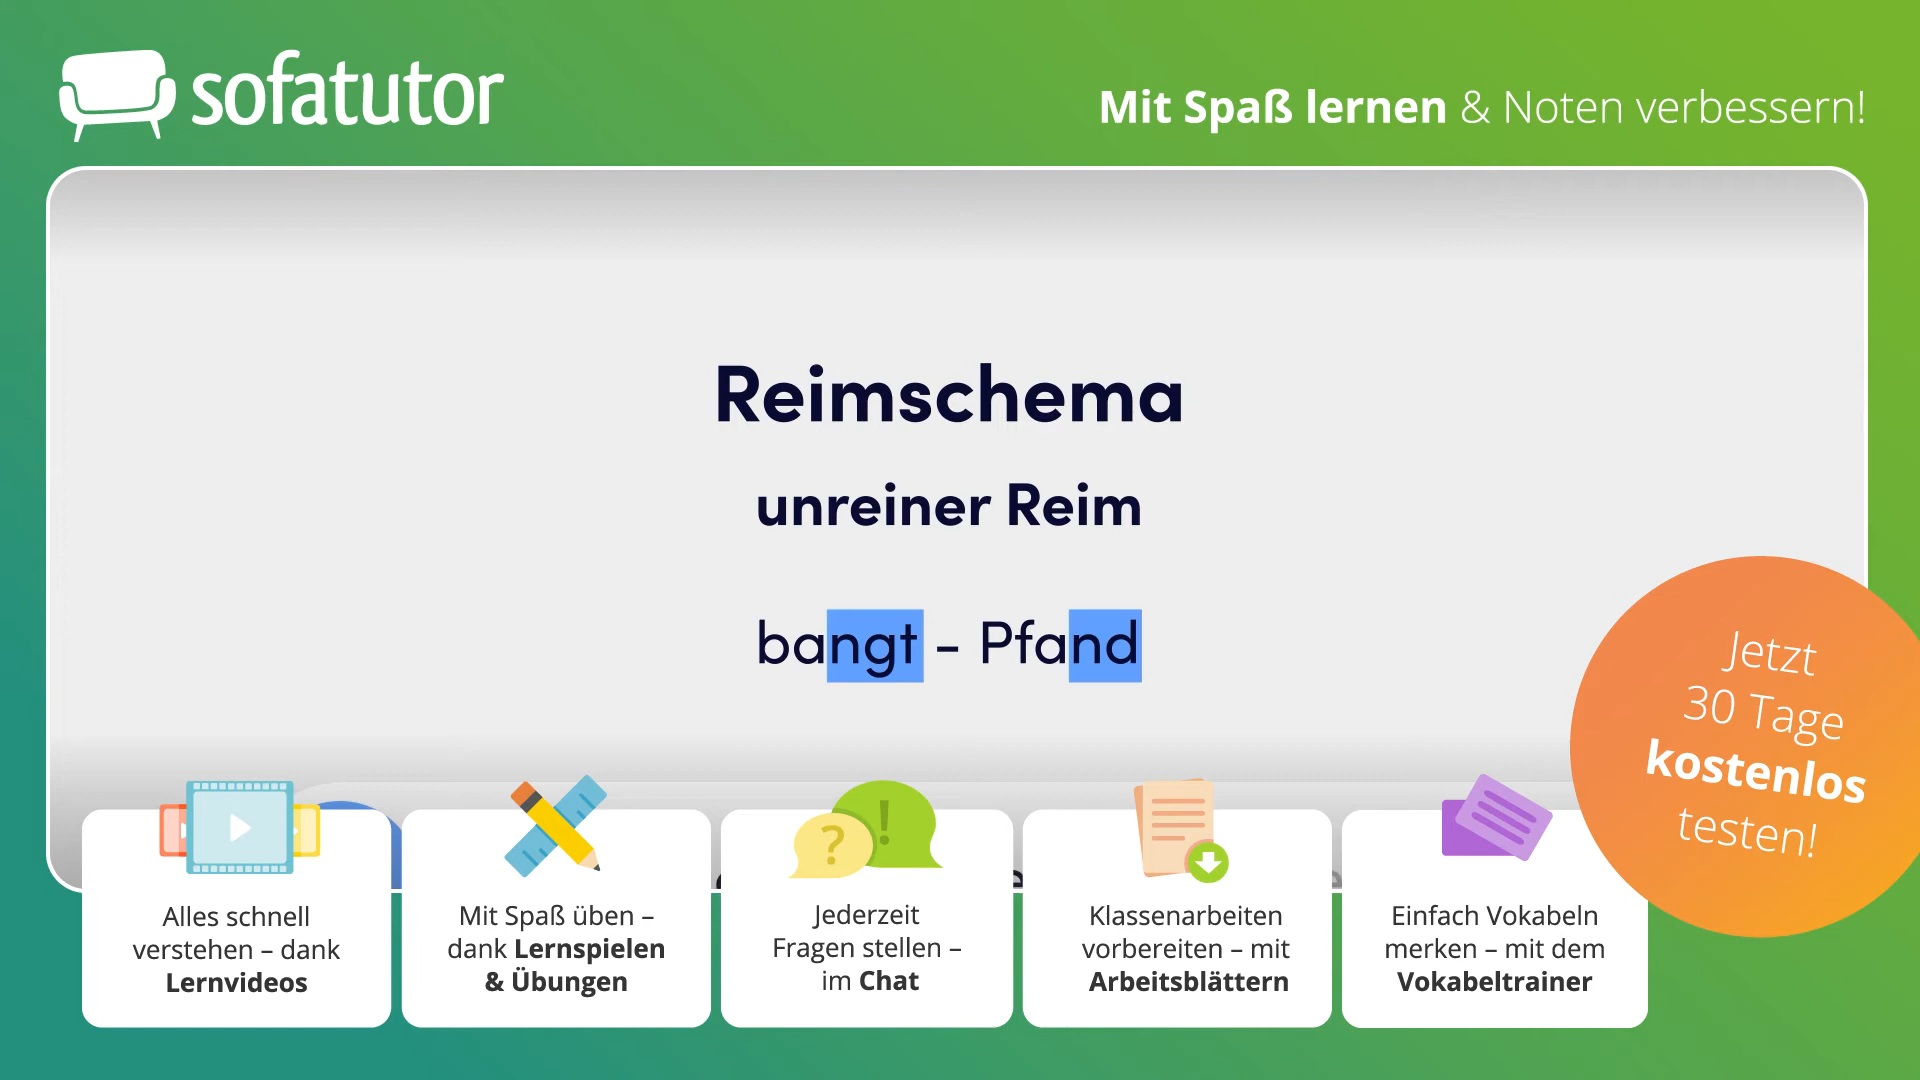 sofatutor
Mit Spaß lernen & Noten verbessern!
Reimschema
unreiner Reim
bangt - Pfand
Jetzt
30 Tage
kostenlos
testen!
? !
Alles schnell
verstehen – dank
Lernvideos
Mit Spaß üben –
dank Lernspielen
& Übungen
Jederzeit
Fragen stellen –
im Chat
Klassenarbeiten
vorbereiten – mit
Arbeitsblättern
Einfach Vokabeln
merken – mit dem
Vokabeltrainer